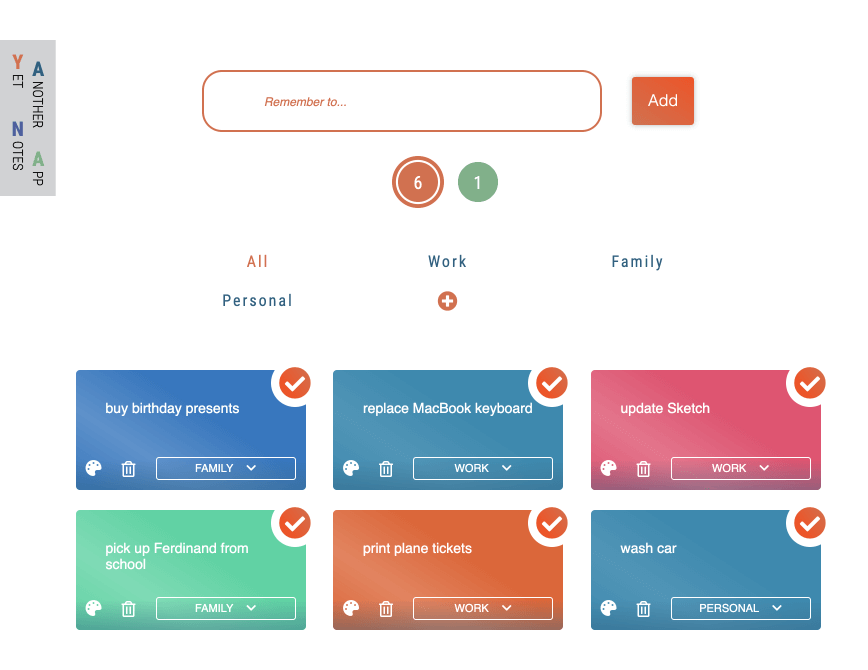 YET ANOTHER
NOTES APP
Remember to...
Add
6 1
All Work Family
Personal
buy birthday presents
FAMILY
replace MacBook keyboard
WORK
update Sketch
WORK
pick up Ferdinand from
school
FAMILY
print plane tickets
WORK
wash car
PERSONAL